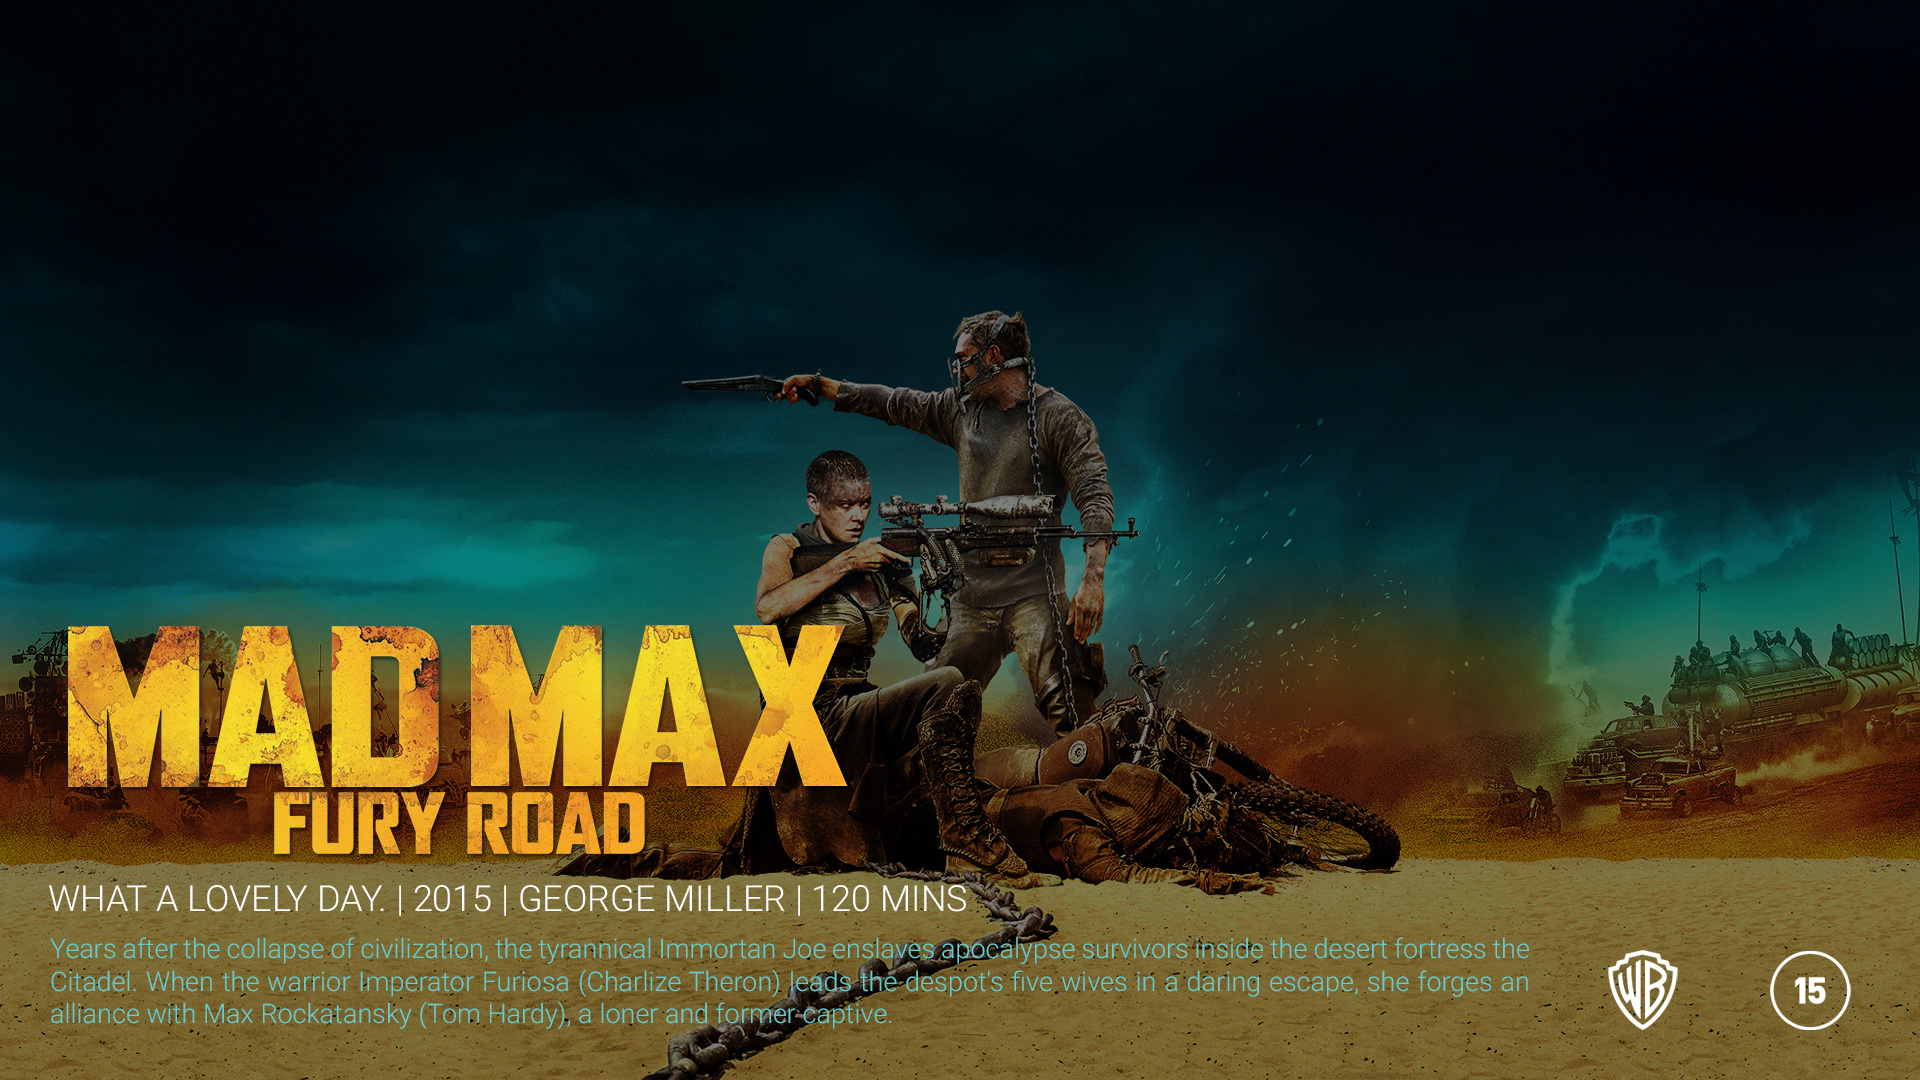 MAD MAX
FURY ROAD
WHAT A LOVELY DAY. | 2015 | GEORGE MILLER | 120 MINS
Years after the collapse of civilization, the tyrannical Immortan Joe enslaves apocalypse survivors inside the desert fortress the
Citadel. When the warrior Imperator Furiosa (Charlize Theron) leads the despot's five wives in a daring escape, she forges an
alliance with Max Rockatansky (Tom Hardy), a loner and former captive.
WB
15